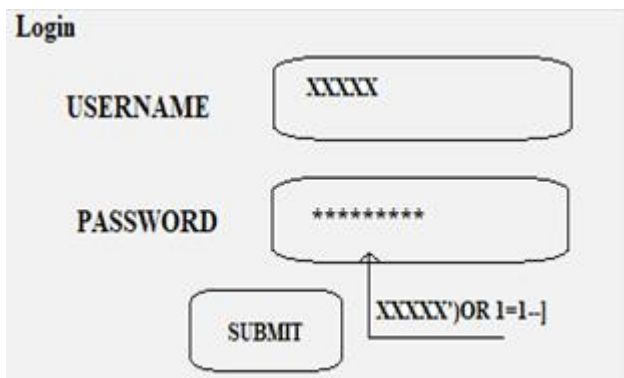 Login
USERNAME XXXXX
PASSWORD *********
XXXXX')OR 1=1--]
SUBMIT